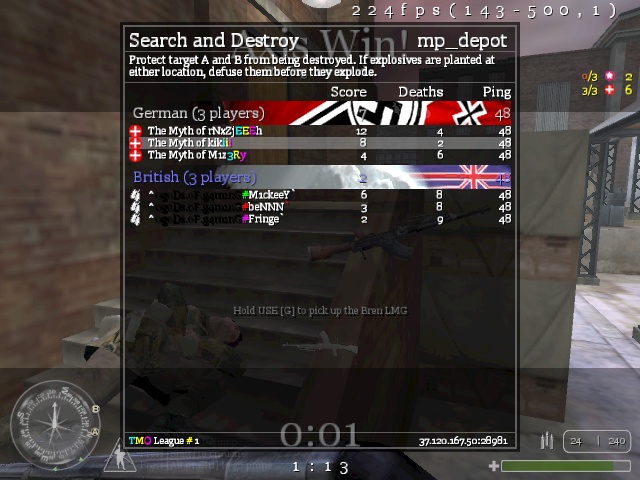 224fps(143-500,1)
Axis Win!
Search and Destroy mp_depot
Protect target A and B from being destroyed. If explosives are planted at
either location, defuse them before they explode.
Score Deaths Ping
0/3 2
3/3 6
German (3 players) 48
The Myth of rNxZjEEEh 12 4 48
The Myth of kikiii 8 2 48
The Myth of M1z3Ry 4 6 48
British (3 players) 2 48
#M1ckeeY` 6 8 48
#beNNN 3 8 48
#Fringe` 2 9 48
Hold USE [G] to pick up the Bren LMG
B
A
0:01
TMO League #1 37.120.167.50:28981
24 | 240
1:13